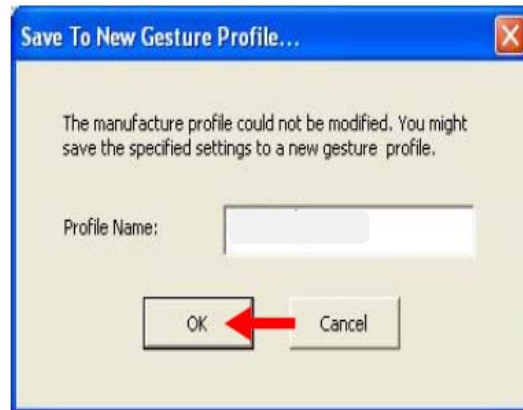 Save To New Gesture Profile...
The manufacture profile could not be modified. You might
save the specified settings to a new gesture profile.
Profile Name:
OK
Cancel